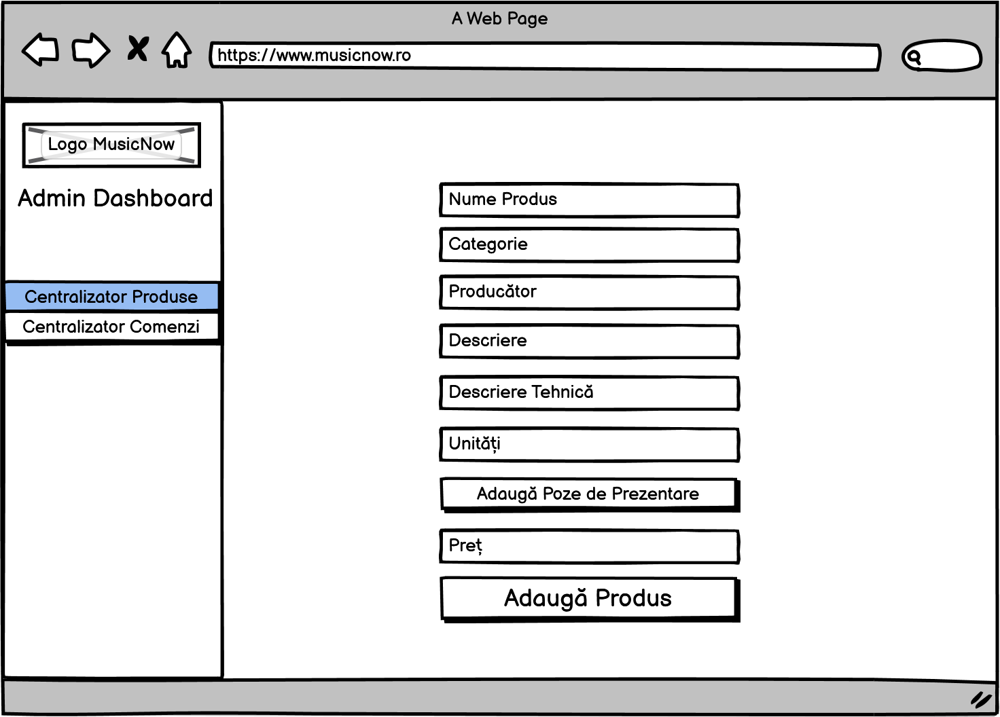 A Web Page
https://www.musicnow.ro
Logo MusicNow
Admin Dashboard
Centralizator Produse
Centralizator Comenzi
Nume Produs
Categorie
Producător
Descriere
Descriere Tehnică
Unități
Adaugă Poze de Prezentare
Preț
Adaugă Produs